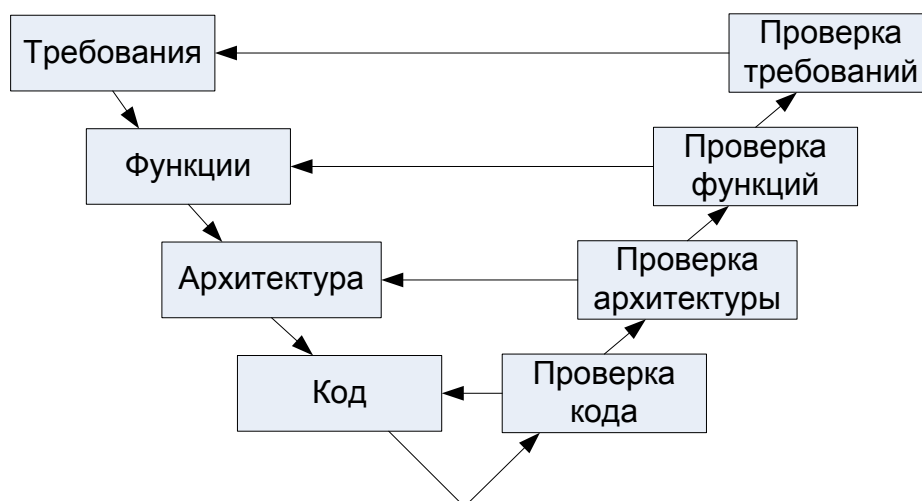 Требования
Проверка
требований
Функции
Проверка
функций
Архитектура
Проверка
архитектуры
Код
Проверка
кода